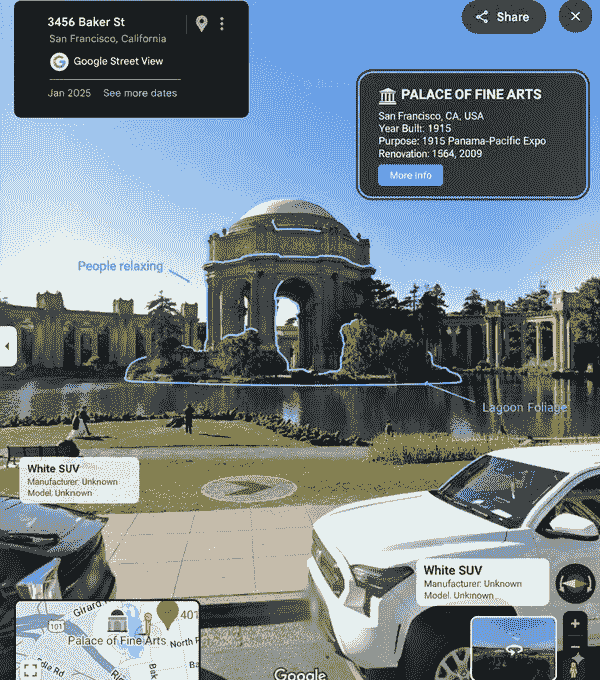 3456 Baker St
San Francisco, California
Google Street View
Jan 2025 See more dates
Share
PALACE OF FINE ARTS
San Francisco, CA, USA
Year Built: 1915
Purpose: 1915 Panama-Pacific Expo
Renovation: 1564, 2009
More Info
People relaxing
Lagoon Foliage
White SUV
Manufacturer: Unknown
Model. Unknown
White SUV
Manufacturer: Unknown
Model. Unknown
Girard
101
401
Palace of Fine Arts
North
Google